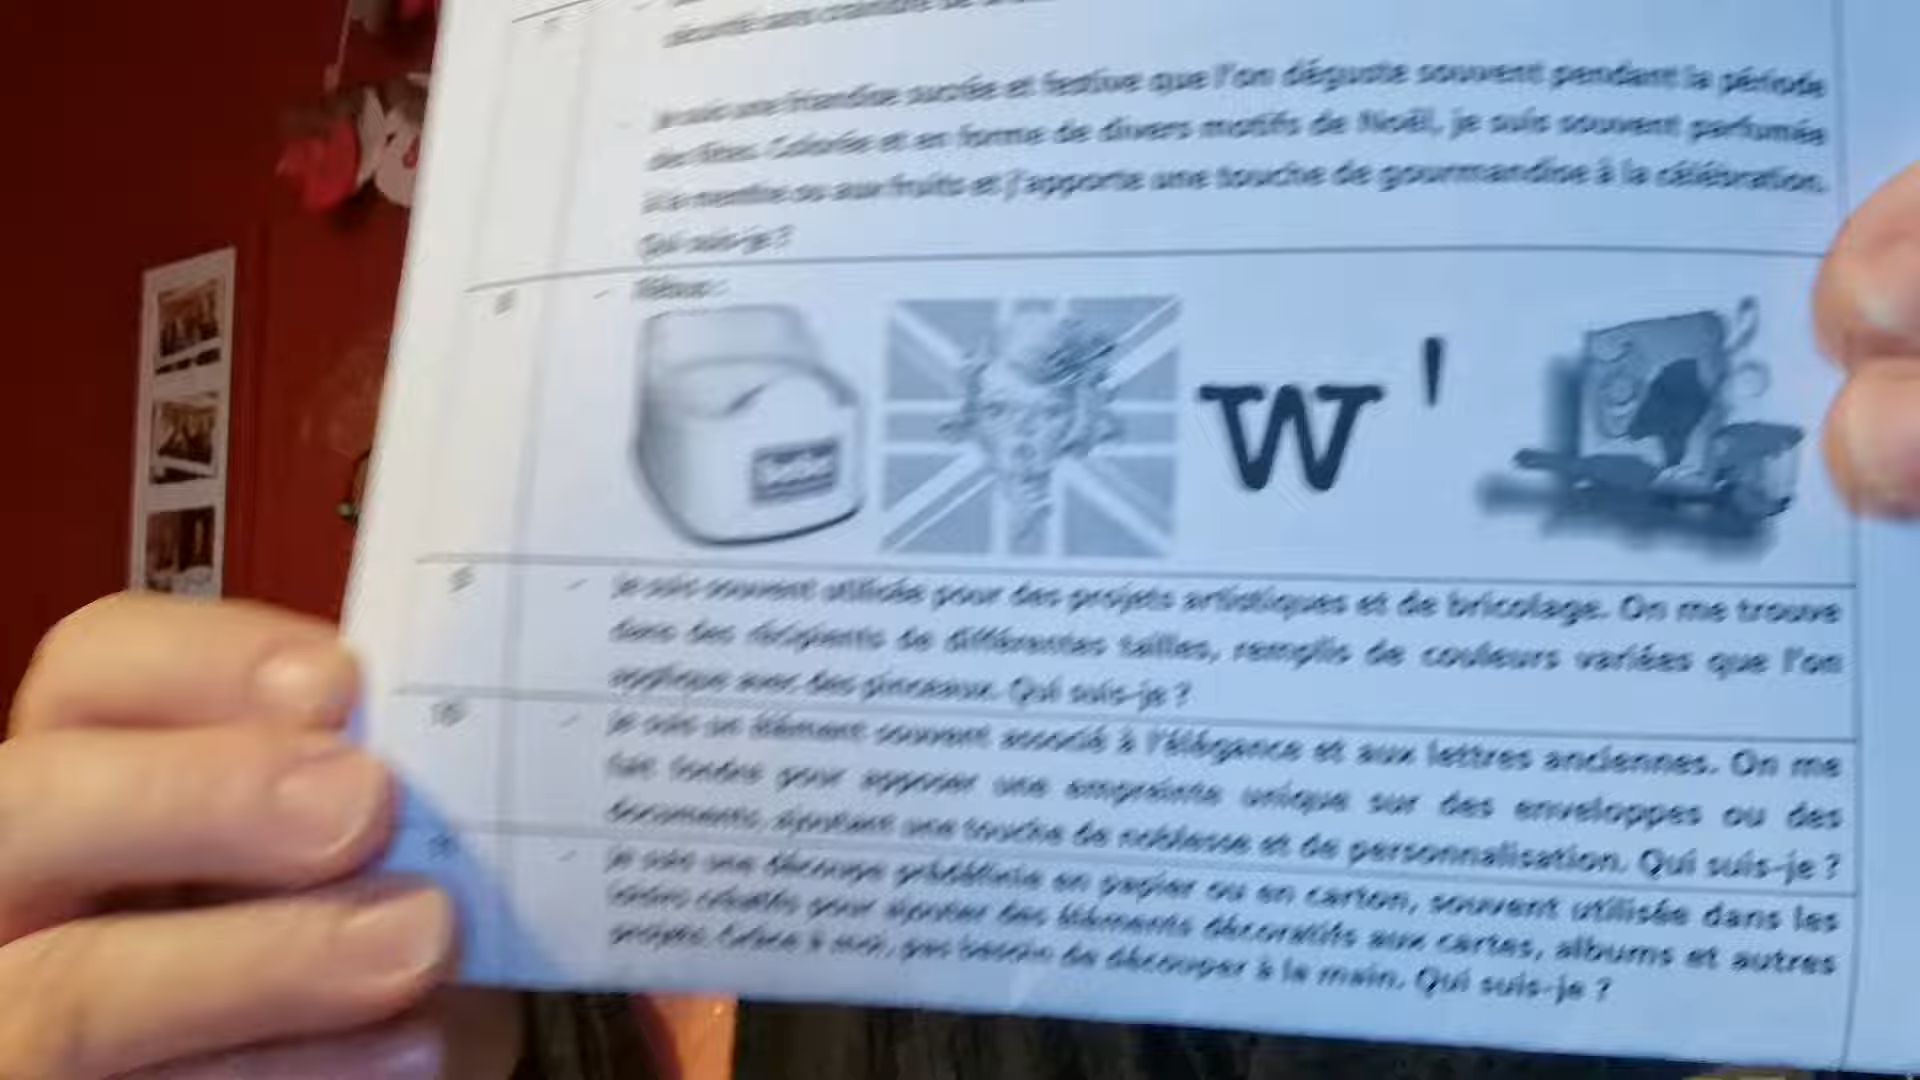 sécurité sans craindre de
Je suis une friandise sucrée et festive que l'on déguste souvent pendant la période
des fêtes. Colorée et en forme de divers motifs de Noël, je suis souvent parfumée
à la menthe ou aux fruits et j'apporte une touche de gourmandise à la célébration.
Qui suis-je ?
8 - Rébus :
w '
9 - Je suis souvent utilisée pour des projets artistiques et de bricolage. On me trouve
dans des récipients de différentes tailles, remplis de couleurs variées que l'on
applique avec des pinceaux. Qui suis-je ?
10 - Je suis un élément souvent associé à l'élégance et aux lettres anciennes. On me
fait fondre pour apposer une empreinte unique sur des enveloppes ou des
documents, ajoutant une touche de noblesse et de personnalisation. Qui suis-je ?
- Je suis une découpe prédéfinie en papier ou en carton, souvent utilisée dans les
loisirs créatifs pour ajouter des éléments décoratifs aux cartes, albums et autres
projets. Grâce à moi, pas besoin de découper à la main. Qui suis-je ?